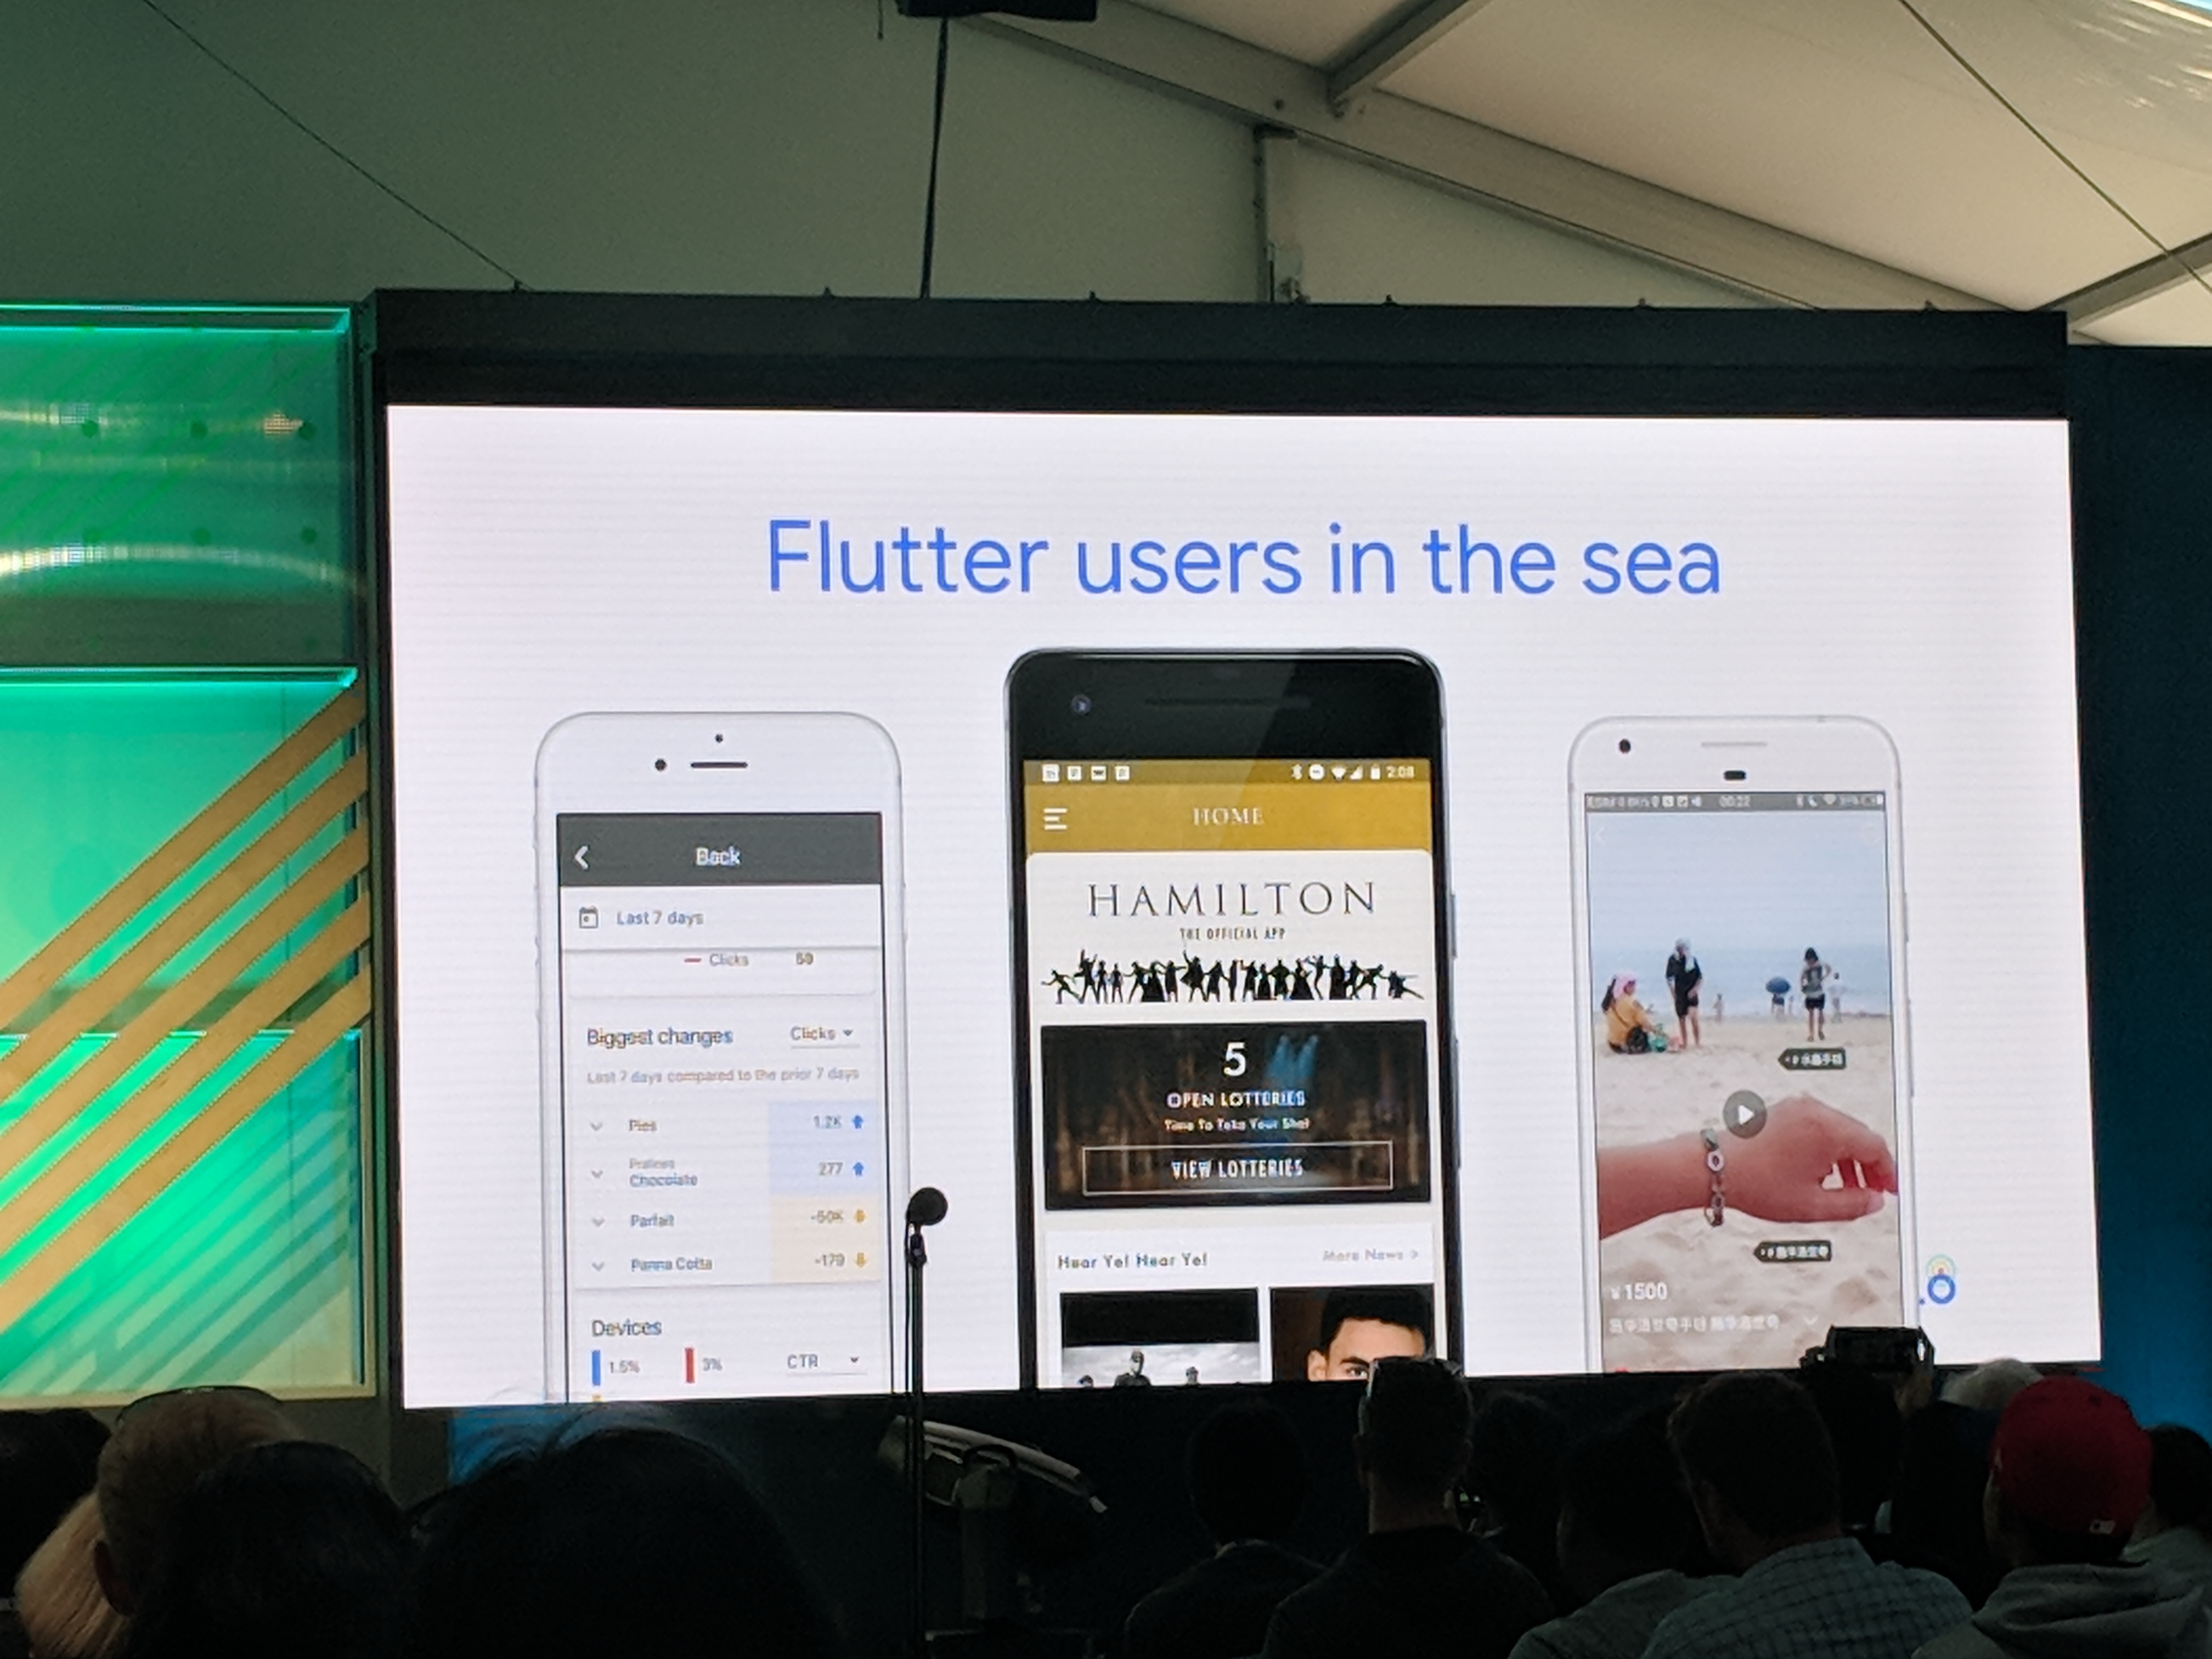 Flutter users in the sea
Back
Last 7 days
Clicks 59
Biggest changes Clicks
Last 7 days compared to the prior 7 days
Pies 1.2K
Pralines
Chocolate 277
Parfait -50K
Panna Cotta -179
Devices
1.5% 3% CTR
2:08
HOME
HAMILTON
THE OFFICIAL APP
5
OPEN LOTTERIES
Time To Take Your Shot
VIEW LOTTERIES
Hear Ye! Hear Ye! More News >
00:22
¥1500